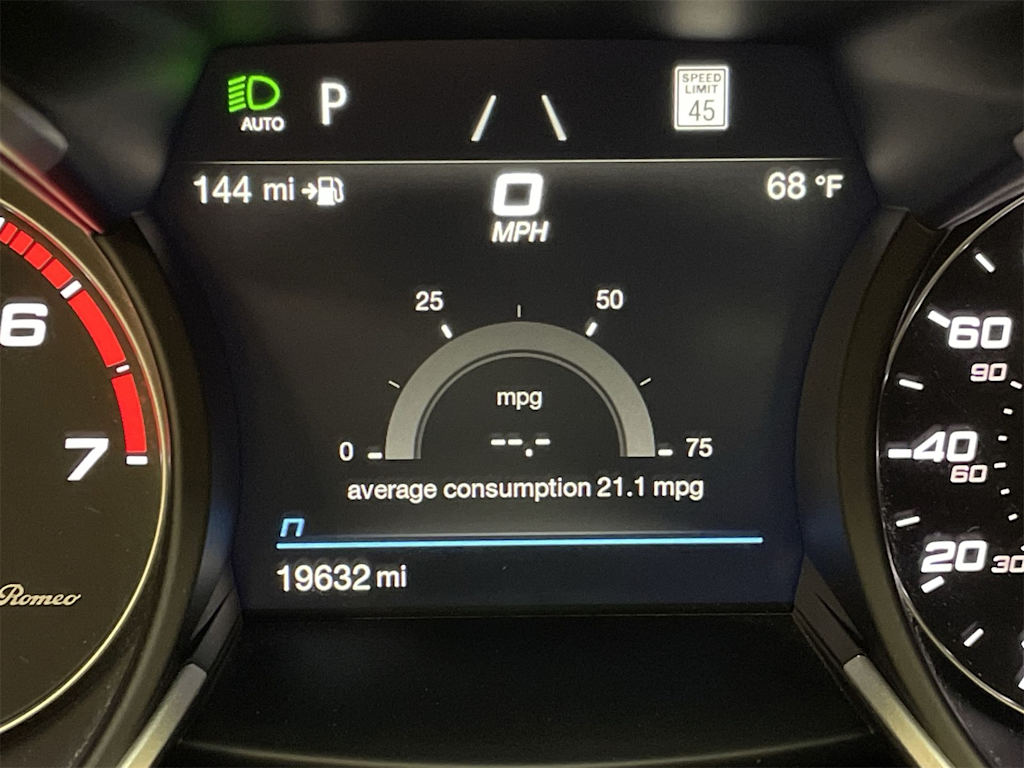 AUTO
P
SPEED
LIMIT
45
144 mi
0
MPH
68 °F
25
50
mpg
--.-
0
75
average consumption 21.1 mpg
n
19632 mi
6
7
Romeo
60
90
40
60
20
30